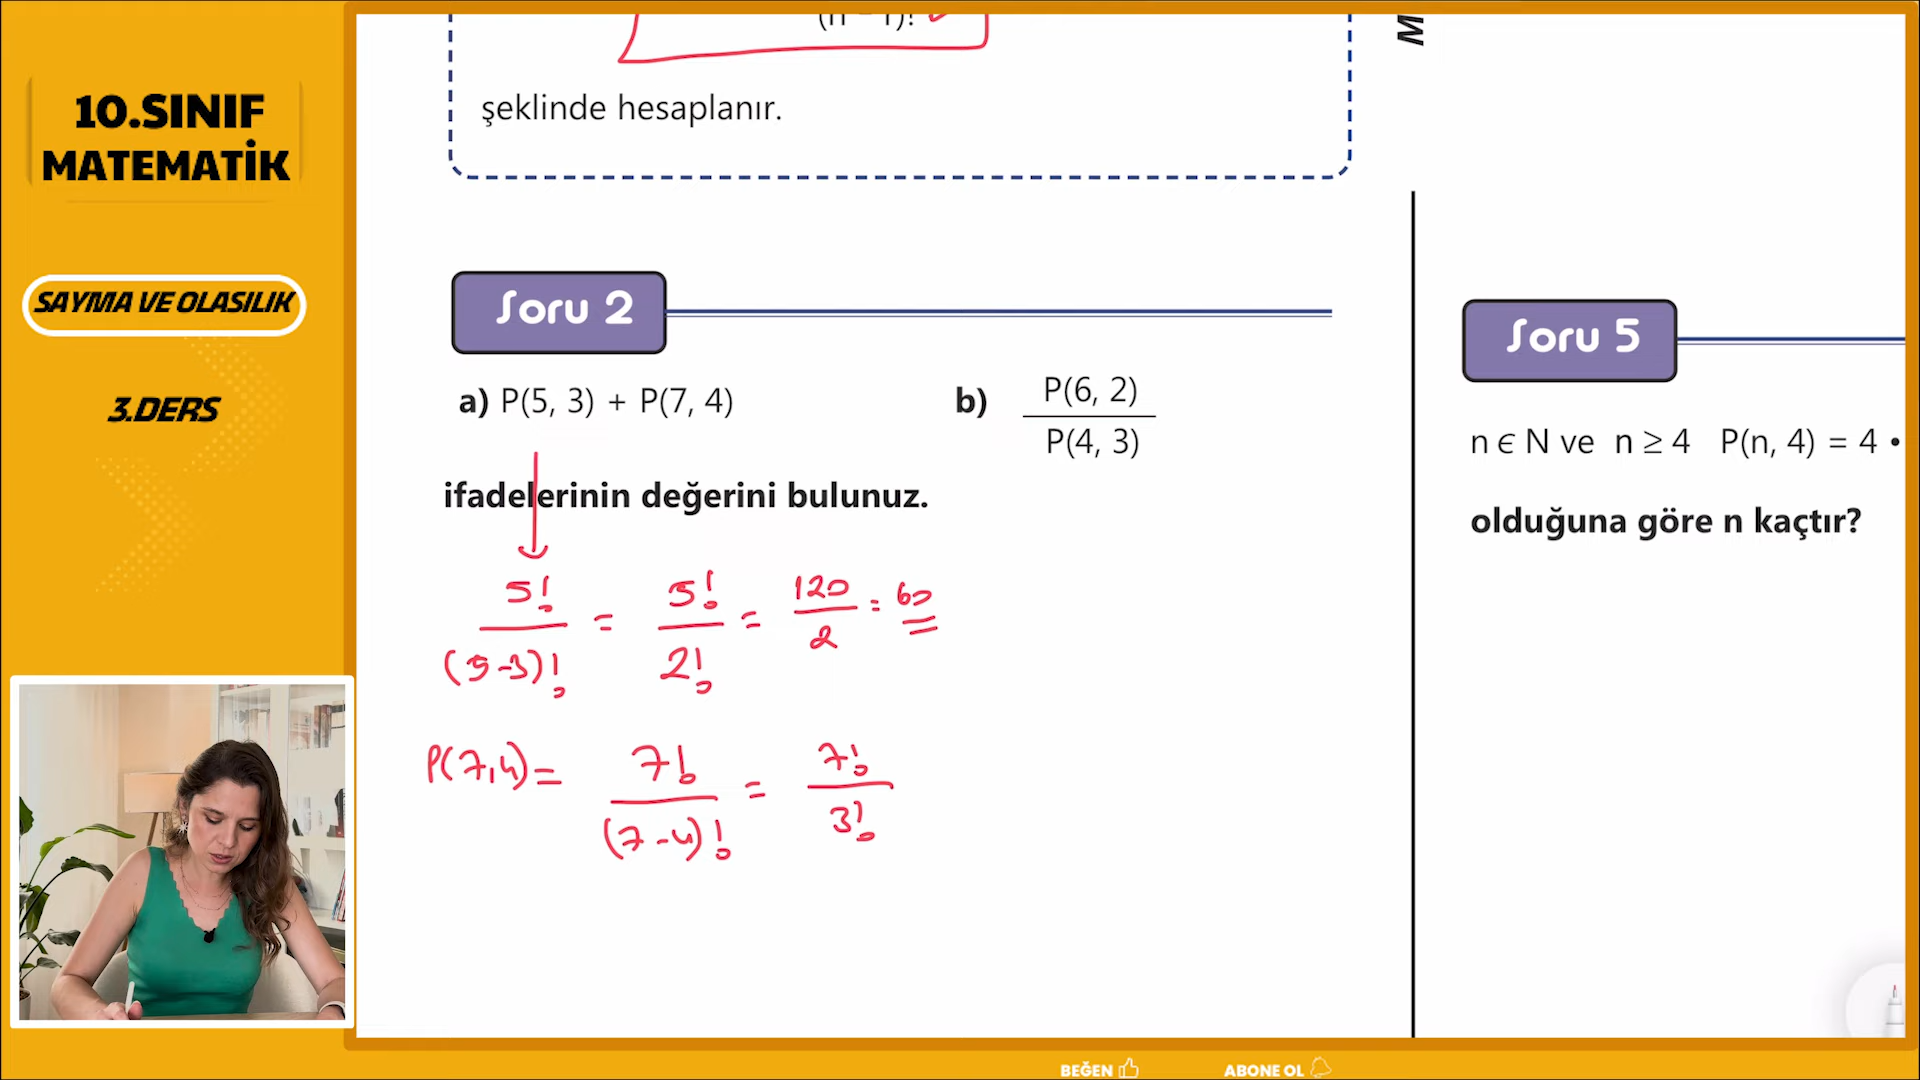 10.SINIF
MATEMATİK
SAYMA VE OLASILIK
3.DERS
şeklinde hesaplanır.
Soru 2
a) P(5, 3) + P(7, 4)
b) P(6, 2)
P(4, 3)
ifadelerinin değerini bulunuz.
5! / (5-3)! = 5! / 2! = 120 / 2 = 60
P(7,4) = 7! / (7-4)! = 7! / 3!
Soru 5
n ϵ N ve n ≥ 4 P(n, 4) = 4 •
olduğuna göre n kaçtır?
BEĞEN
ABONE OL